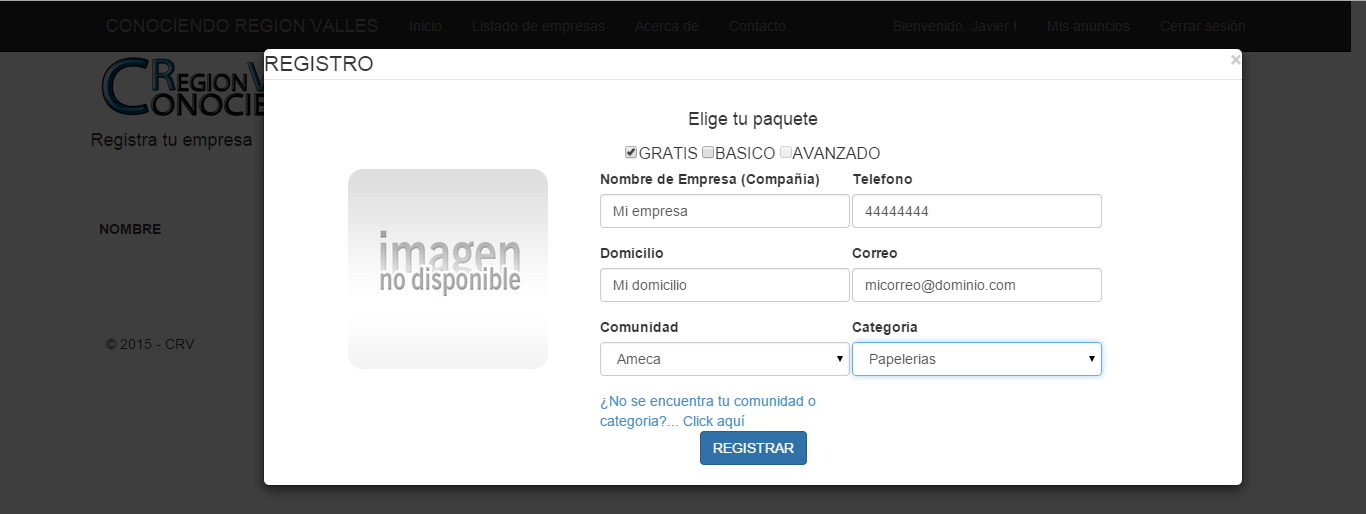 CONOCIENDO REGION VALLES Inicio Listado de empresas Acerca de Contacto Bienvenido, Javier ! Mis anuncios Cerrar sesión
REGISTRO ×
REGION V
CONOCIE
Registra tu empresa
Elige tu paquete
GRATIS BASICO AVANZADO
Nombre de Empresa (Compañia) Telefono
Mi empresa 44444444
NOMBRE
imagen
no disponible
Domicilio Correo
Mi domicilio micorreo@dominio.com
Comunidad Categoria
© 2015 - CRV
Ameca Papelerias
¿No se encuentra tu comunidad o
categoria?... Click aquí
REGISTRAR